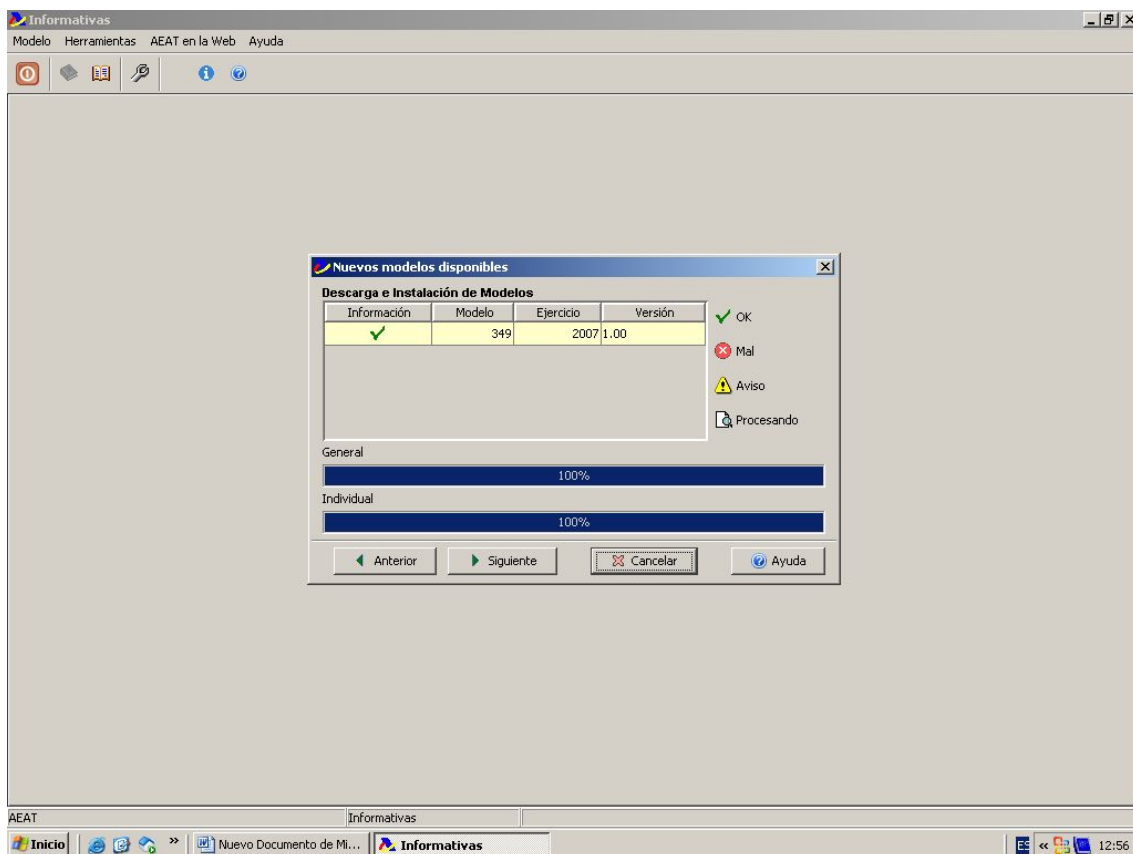 Informativas
Modelo Herramientas AEAT en la Web Ayuda
Nuevos modelos disponibles
Descarga e Instalación de Modelos
Información Modelo Ejercicio Versión
349 2007 1.00
OK
Mal
Aviso
Procesando
General
100%
Individual
100%
Anterior Siguiente Cancelar Ayuda
AEAT Informativas
Inicio » Nuevo Documento de Mi... Informativas ES « 12:56